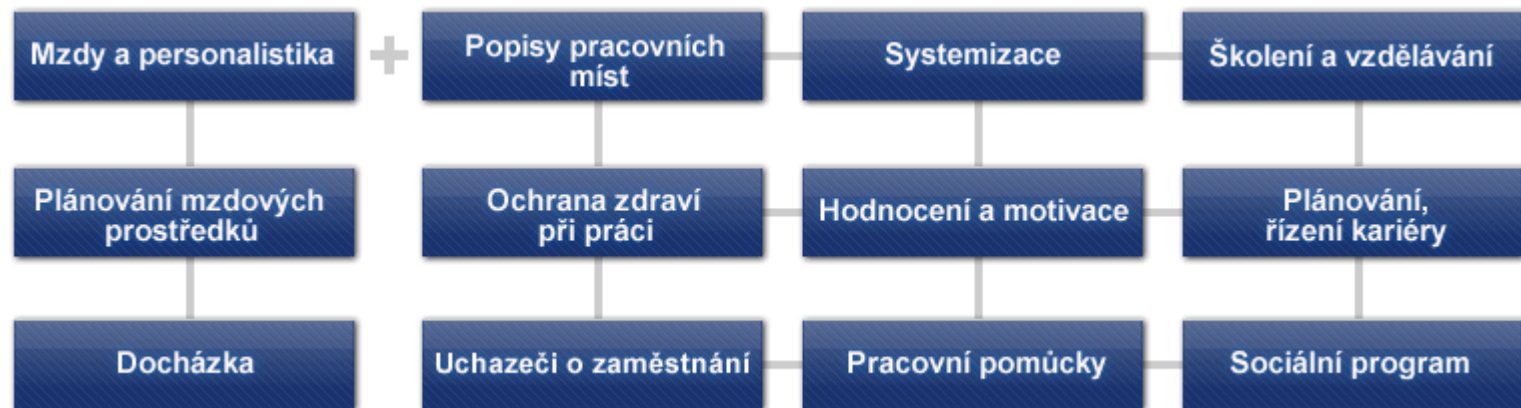 Mzdy a personalistika
Popisy pracovních
míst
Systemizace
Školení a vzdělávání
Plánování mzdových
prostředků
Ochrana zdraví
při práci
Hodnocení a motivace
Plánování,
řízení kariéry
Docházka
Uchazeči o zaměstnání
Pracovní pomůcky
Sociální program